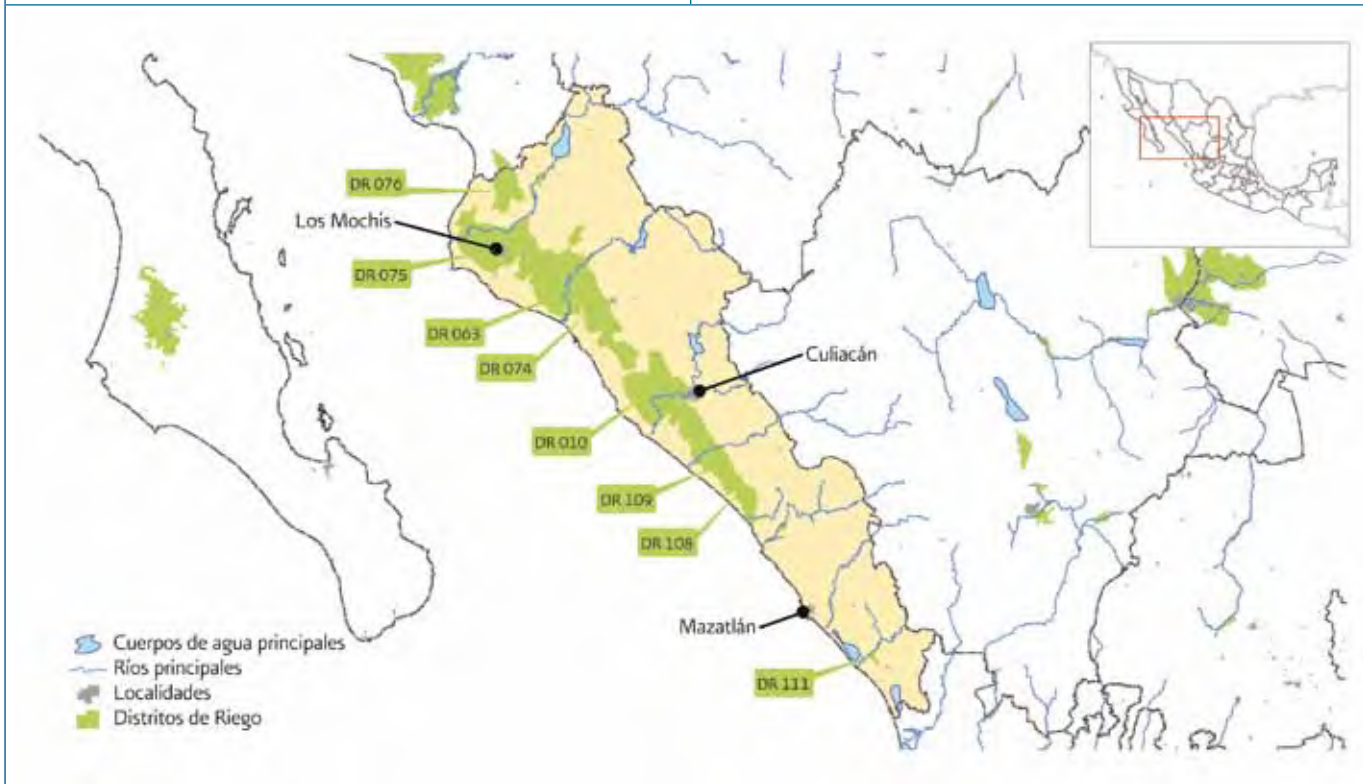 DR 076
Los Mochis
DR 075
DR 063
DR 074
Culiacán
DR 010
DR 109
DR 108
Mazatlán
DR 111
Cuerpos de agua principales
Ríos principales
Localidades
Distritos de Riego